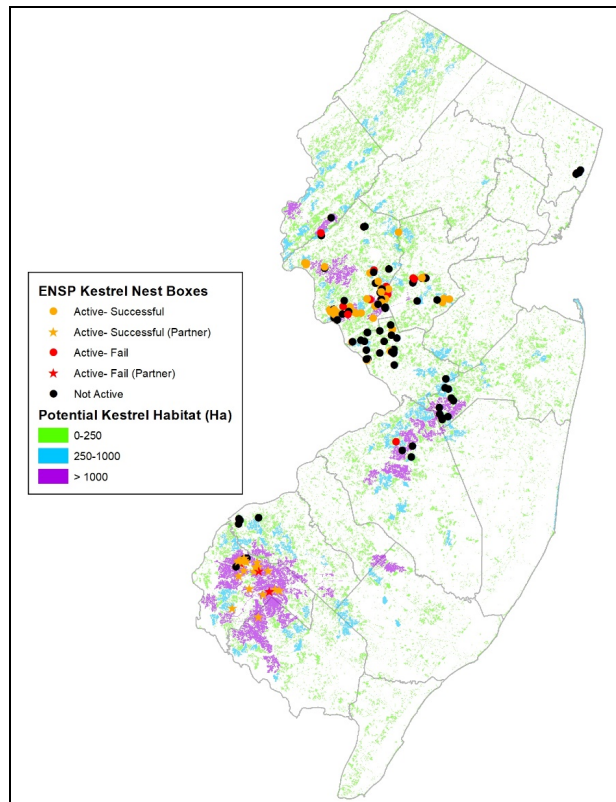 ENSP Kestrel Nest Boxes
Active- Successful
Active- Successful (Partner)
Active- Fail
Active- Fail (Partner)
Not Active
Potential Kestrel Habitat (Ha)
0-250
250-1000
> 1000